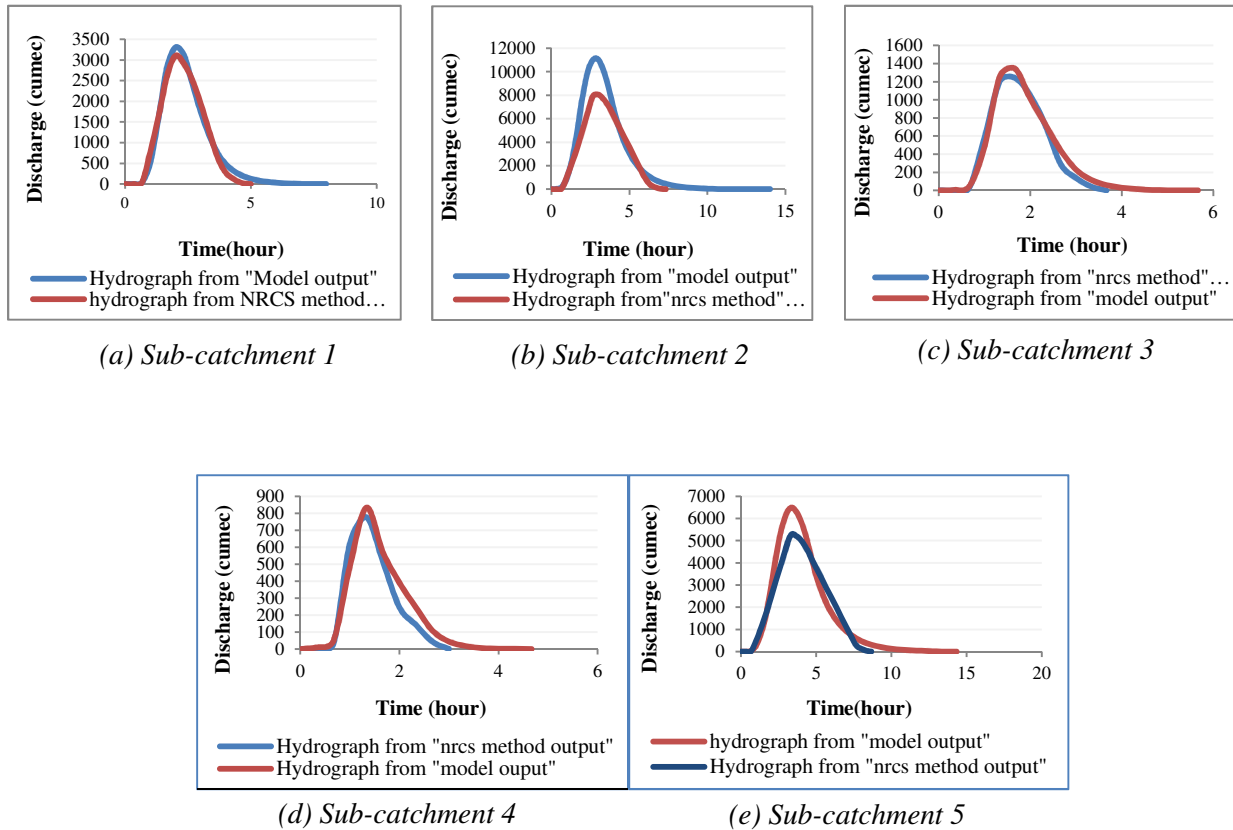 3500
3000
2500
2000
1500
1000
500
0
0 5 10
Discharge (cumec)
Time(hour)
Hydrograph from "Model output"
hydrograph from NRCS method…
(a) Sub-catchment 1
12000
10000
8000
6000
4000
2000
0
0 5 10 15
Discharge (cumec)
Time (hour)
Hydrograph from "model output"
Hydrograph from"nrcs method"…
(b) Sub-catchment 2
1600
1400
1200
1000
800
600
400
200
0
0 2 4 6
Discharge (cumec)
Time (hour)
Hydrograph from "nrcs method"…
Hydrograph from "model output"
(c) Sub-catchment 3
900
800
700
600
500
400
300
200
100
0
0 2 4 6
Discharge (cumec)
Time (hour)
Hydrograph from "nrcs method output"
Hydrograph from "model ouput"
(d) Sub-catchment 4
7000
6000
5000
4000
3000
2000
1000
0
0 5 10 15 20
Discharge (cumec)
Time(hour)
hydrograph from "model output"
Hydrograph from "nrcs method output"
(e) Sub-catchment 5